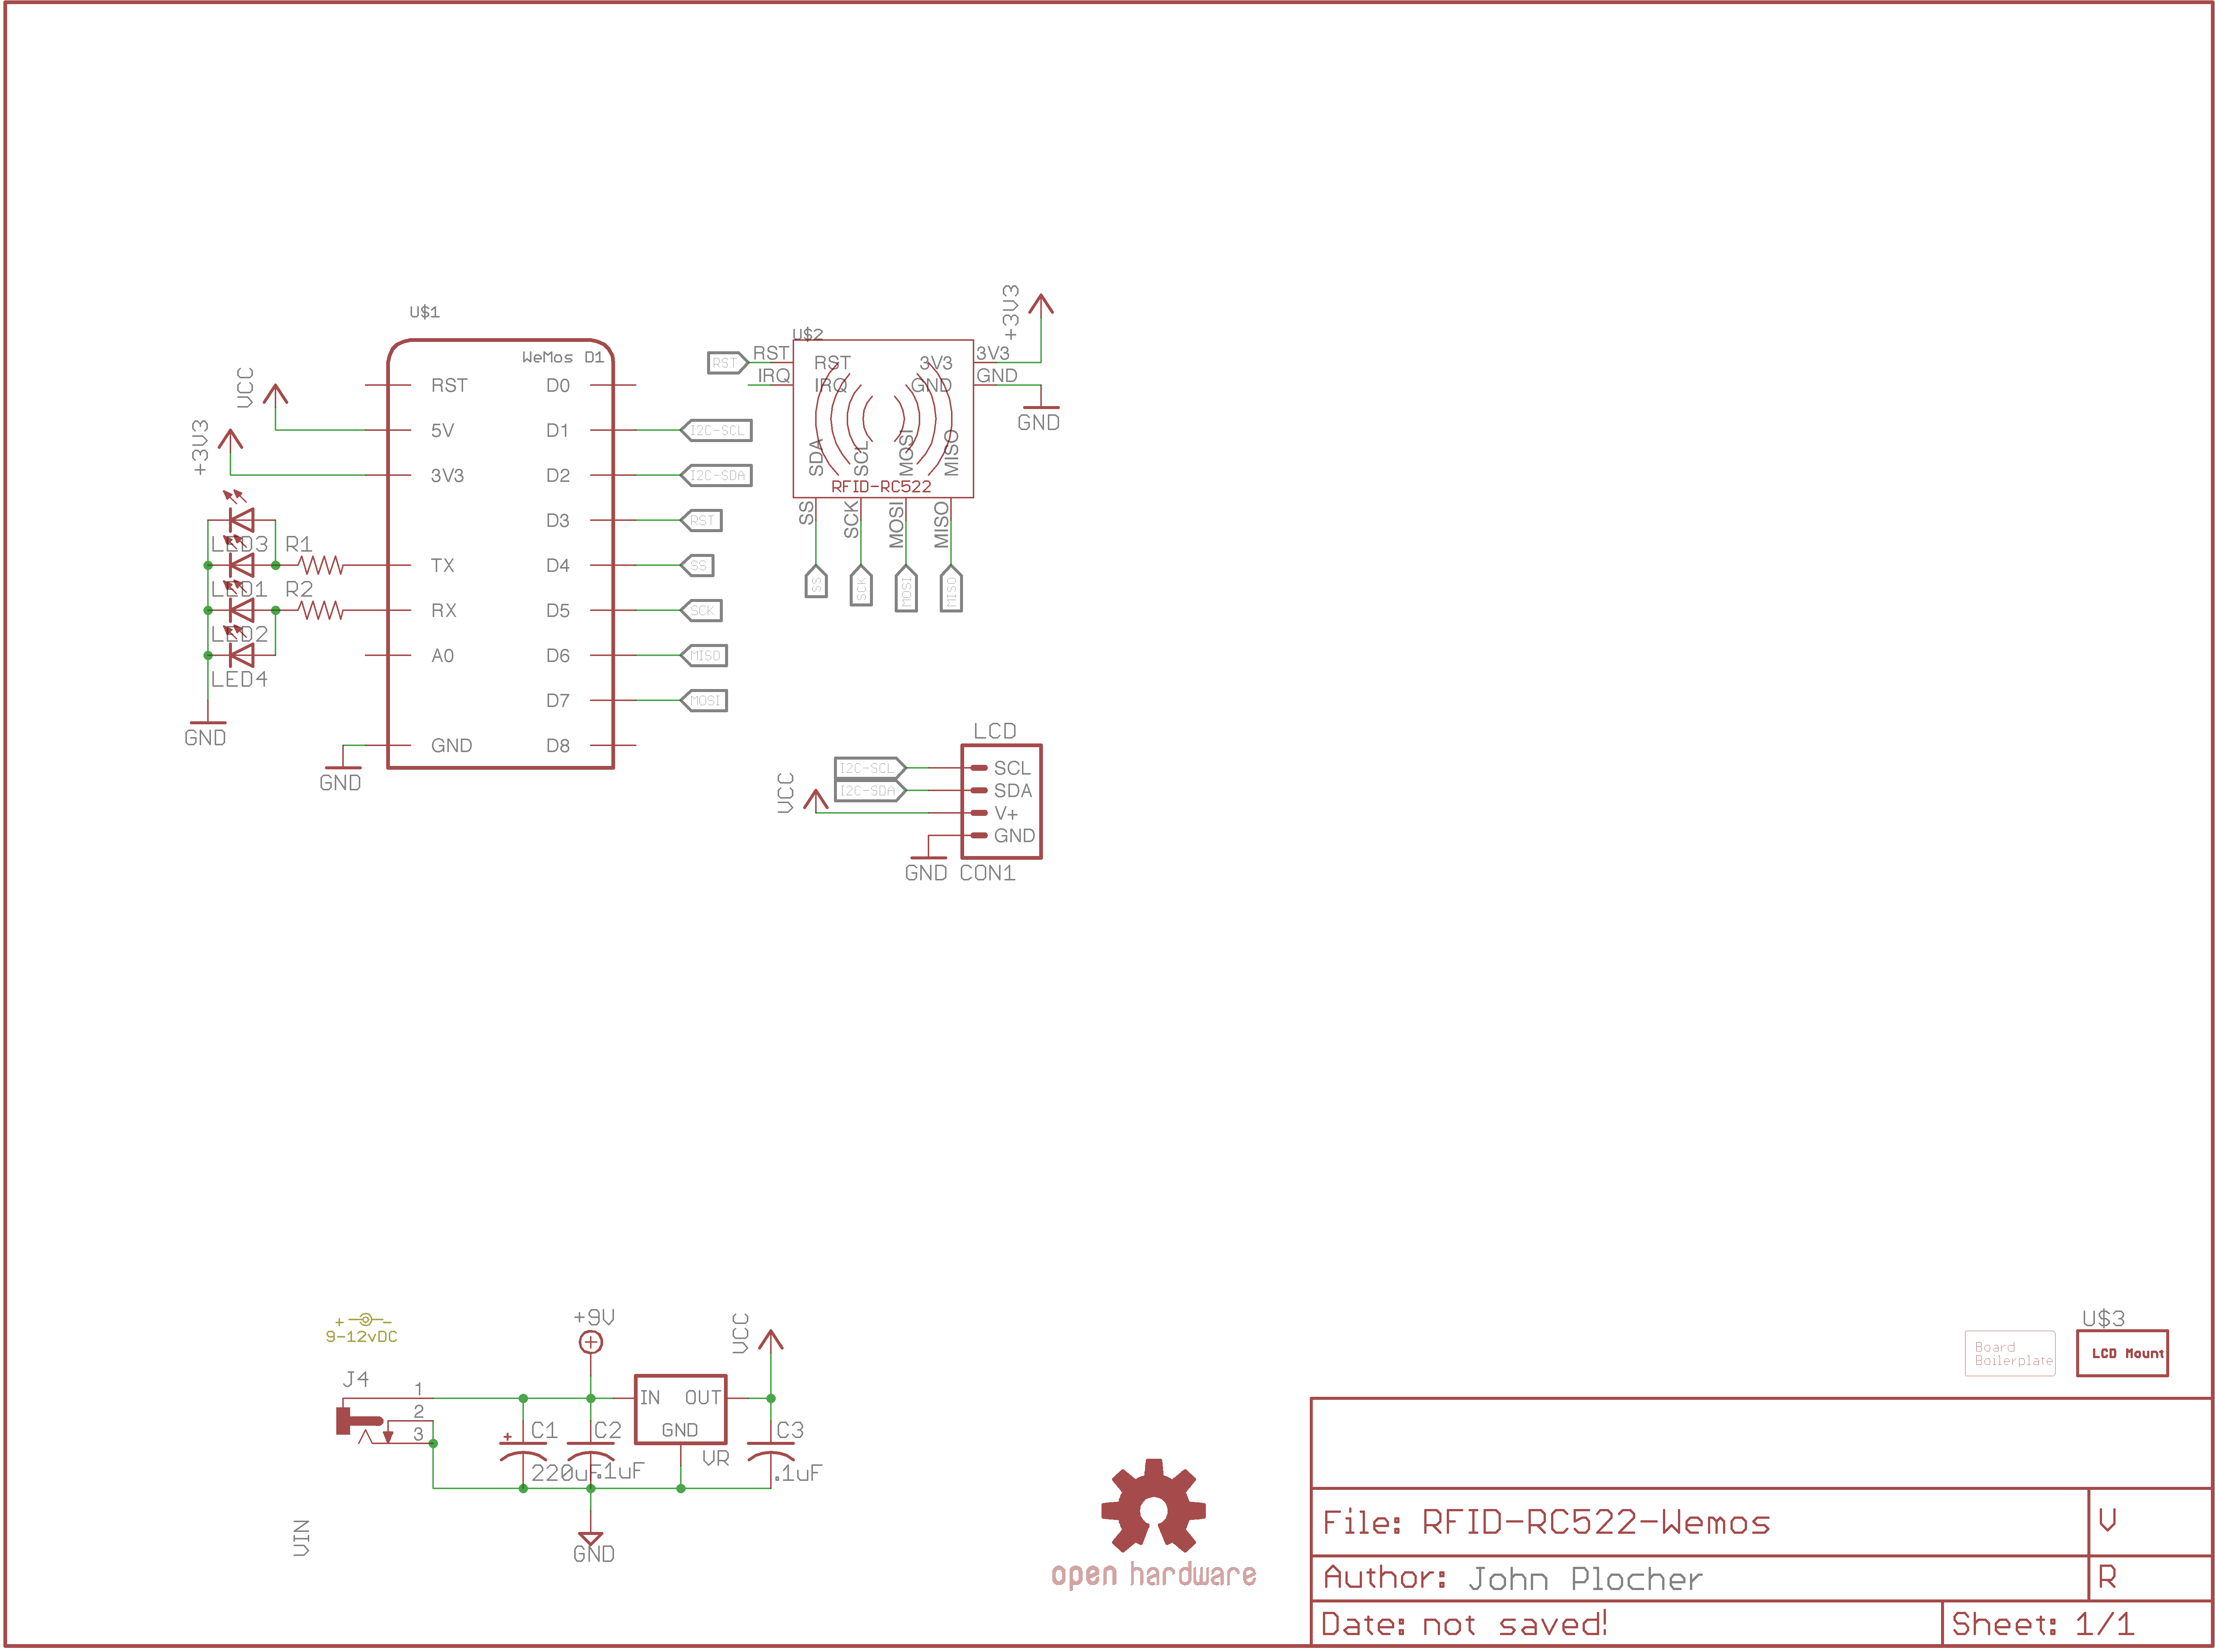 U$1
WeMos D1
RST
5V
3V3
TX
RX
A0
GND
D0
D1
D2
D3
D4
D5
D6
D7
D8
VCC
+3V3
LED3
R1
LED1
R2
LED2
LED4
GND
GND
I2C-SCL
I2C-SDA
RST
SS
SCK
MISO
MOSI
U$2
RST
RST
IRQ
RST
IRQ
3V3
GND
3V3
GND
+3V3
GND
SDA
SCL
MOSI
MISO
RFID-RC522
SS
SCK
MOSI
MISO
SS
SCK
MOSI
MISO
LCD
I2C-SCL
I2C-SDA
VCC
SCL
SDA
V+
GND
GND
CON1
+ -
9-12vDC
J4
1
2
3
VIN
+9V
+
C1
220uF
C2
.1uF
IN
OUT
GND
VR
VCC
C3
.1uF
GND
open hardware
Board
Boilerplate
U$3
LCD Mount
File: RFID-RC522-Wemos
V
Author: John Plocher
R
Date: not saved!
Sheet: 1/1